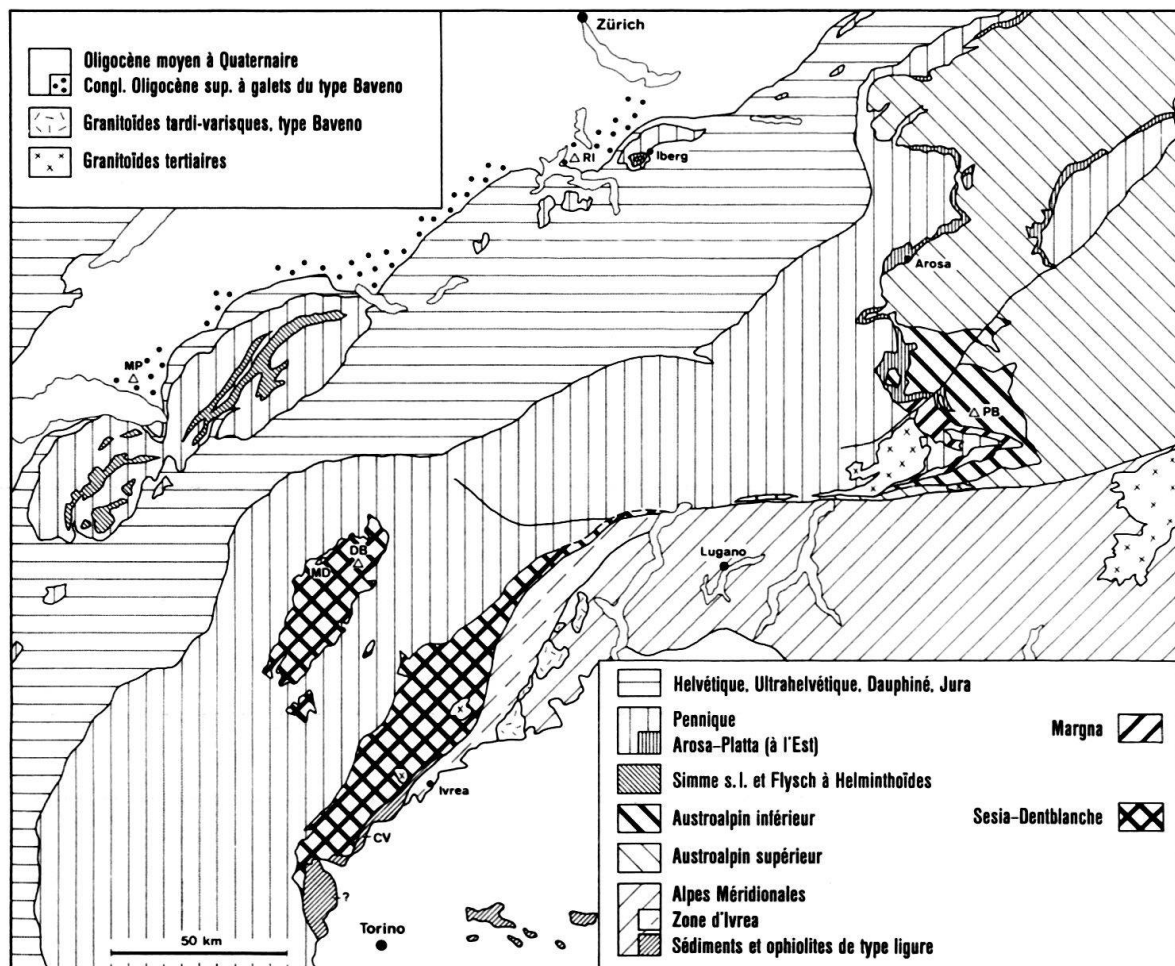 Oligocène moyen à Quaternaire
Congl. Oligocène sup. à galets du type Baveno
Granitoïdes tardi-varisques, type Baveno
Granitoïdes tertiaires
Zürich
RI
Iberg
Arosa
MP
PB
DB
MD
Lugano
Ivrea
CV
?
Torino
50 km
Helvétique, Ultrahelvétique, Dauphiné, Jura
Pennique
Arosa–Platta (à l'Est)
Margna
Simme s.l. et Flysch à Helminthoïdes
Austroalpin inférieur
Sesia–Dentblanche
Austroalpin supérieur
Alpes Méridionales
Zone d'Ivrea
Sédiments et ophiolites de type ligure